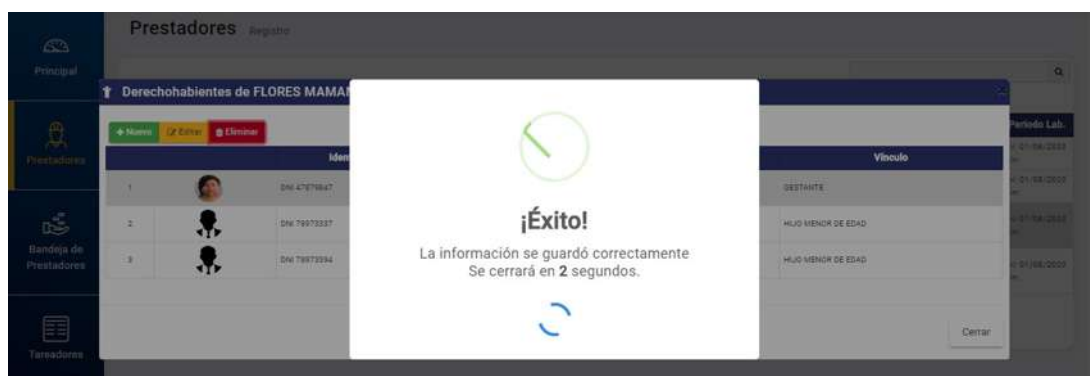 Prestadores Registro
Principal
Derechohabientes de FLORES MAMAN
Nuevo Editar Eliminar
Iden
Vínculo
Periodo Lab.
Prestadores
1 DNI GESTANTE
2 HIJO MENOR DE EDAD
3 HIJO MENOR DE EDAD
Bandeja de
Prestadores
¡Éxito!
La información se guardó correctamente
Se cerrará en 2 segundos.
Cerrar
Tareadores